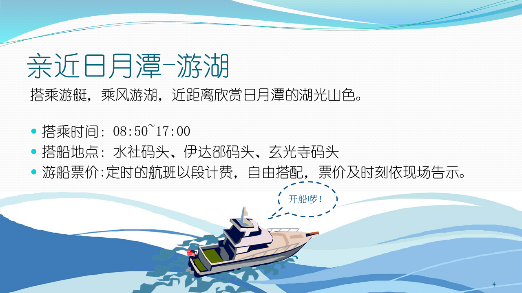 亲近日月潭-游湖
搭乘游艇，乘风游湖，近距离欣赏日月潭的湖光山色。
搭乘时间：08:50~17:00
搭船地点：水社码头、伊达邵码头、玄光寺码头
游船票价:定时的航班以段计费，自由搭配，票价及时刻依现场告示。
开船啰！
4